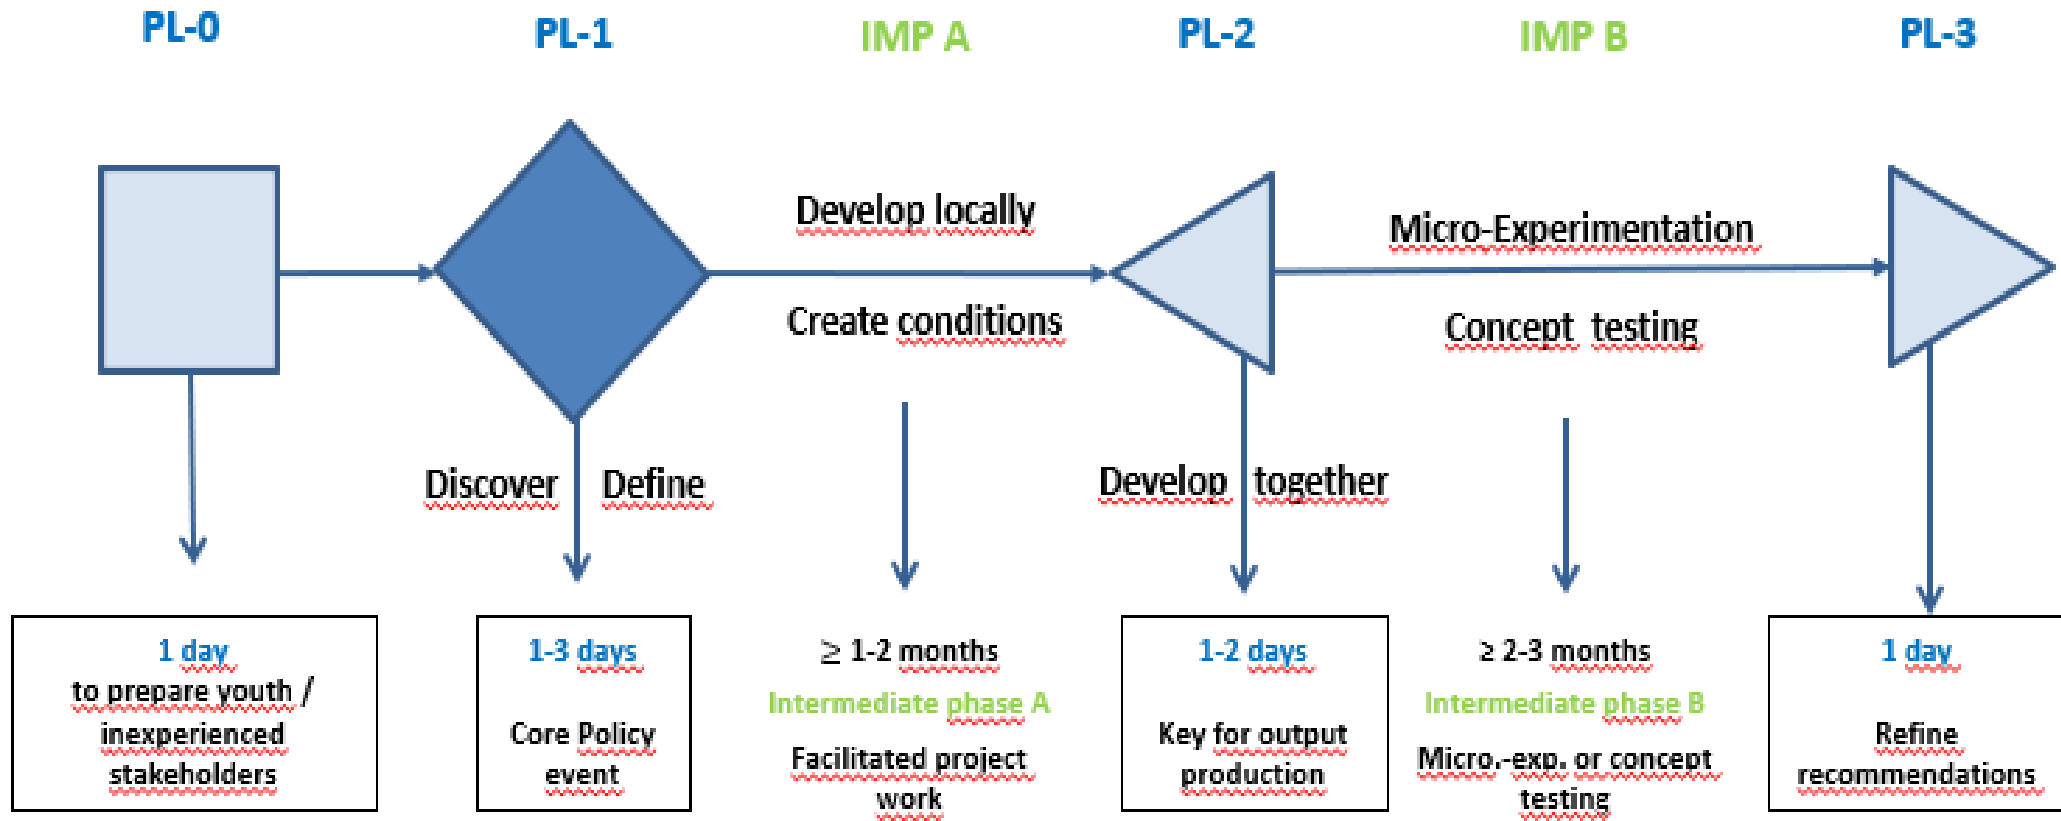 PL-0
PL-1
IMP A
PL-2
IMP B
PL-3
Develop locally
Create conditions
Micro-Experimentation
Concept testing
Discover
Define
Develop together
1 day
to prepare youth /
inexperienced
stakeholders
1-3 days
Core Policy
event
≥ 1-2 months
Intermediate phase A
Facilitated project
work
1-2 days
Key for output
production
≥ 2-3 months
Intermediate phase B
Micro.-exp. or concept
testing
1 day
Refine
recommendations